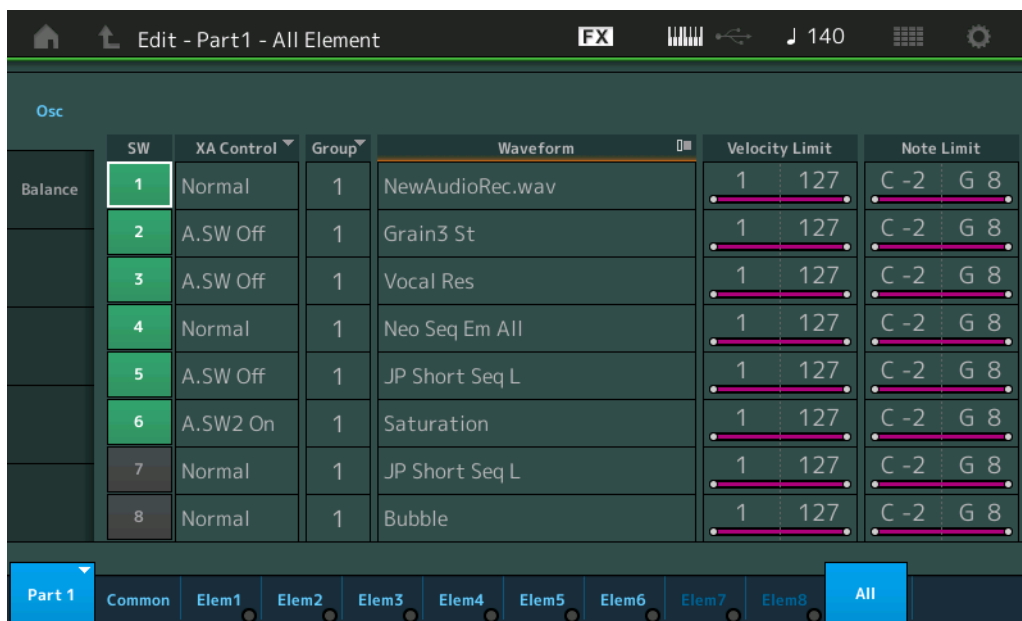 Edit - Part1 - All Element FX ♩ 140
Osc
SW XA Control Group Waveform Velocity Limit Note Limit
Balance 1 Normal 1 NewAudioRec.wav 1 127 C -2 G 8
2 A.SW Off 1 Grain3 St 1 127 C -2 G 8
3 A.SW Off 1 Vocal Res 1 127 C -2 G 8
4 Normal 1 Neo Seq Em All 1 127 C -2 G 8
5 A.SW Off 1 JP Short Seq L 1 127 C -2 G 8
6 A.SW2 On 1 Saturation 1 127 C -2 G 8
7 Normal 1 JP Short Seq L 1 127 C -2 G 8
8 Normal 1 Bubble 1 127 C -2 G 8
Part 1 Common Elem1 Elem2 Elem3 Elem4 Elem5 Elem6 Elem7 Elem8 All